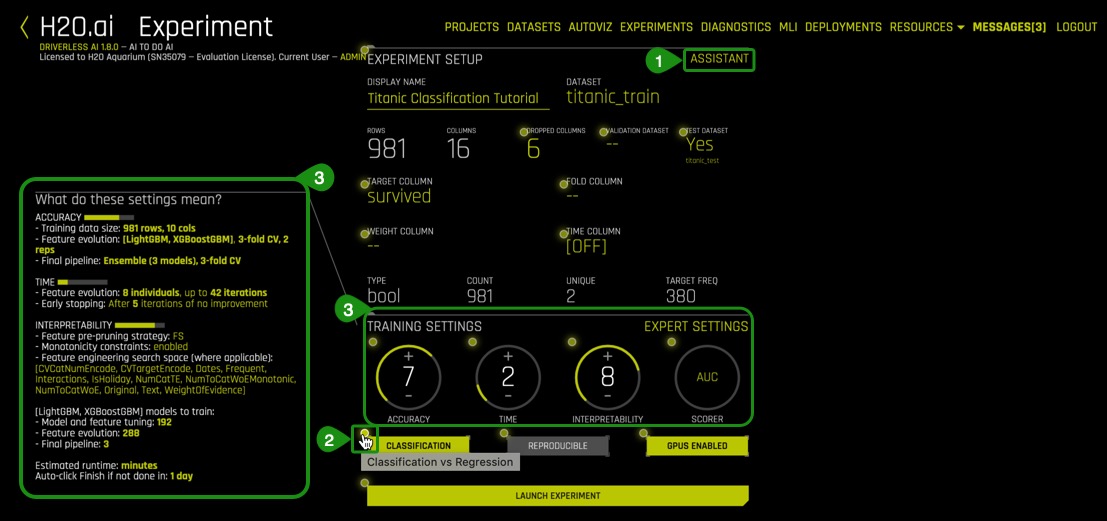 H2O.ai Experiment
PROJECTS DATASETS AUTOVIZ EXPERIMENTS DIAGNOSTICS MLI DEPLOYMENTS RESOURCES MESSAGES[3] LOGOUT
DRIVERLESS AI 1.8.0 – AI TO DO AI
Licensed to H2O Aquarium (SN35079 – Evaluation License). Current User – ADMIN
EXPERIMENT SETUP
1
ASSISTANT
DISPLAY NAME
Titanic Classification Tutorial
DATASET
titanic_train
ROWS
981
COLUMNS
16
DROPPED COLUMNS
6
VALIDATION DATASET
--
TEST DATASET
Yes
titanic_test
TARGET COLUMN
survived
FOLD COLUMN
--
WEIGHT COLUMN
--
TIME COLUMN
[OFF]
TYPE
bool
COUNT
981
UNIQUE
2
TARGET FREQ
380
3
What do these settings mean?
ACCURACY
- Training data size: 981 rows, 10 cols
- Feature evolution: [LightGBM, XGBoostGBM], 3-fold CV, 2
reps
- Final pipeline: Ensemble (3 models), 3-fold CV
TIME
- Feature evolution: 8 individuals, up to 42 iterations
- Early stopping: After 5 iterations of no improvement
INTERPRETABILITY
- Feature pre-pruning strategy: FS
- Monotonicity constraints: enabled
- Feature engineering search space (where applicable):
[CVCatNumEncode, CVTargetEncode, Dates, Frequent,
Interactions, IsHoliday, NumCatTE, NumToCatWoEMonotonic,
NumToCatWoE, Original, Text, WeightOfEvidence]
[LightGBM, XGBoostGBM] models to train:
- Model and feature tuning: 192
- Feature evolution: 288
- Final pipeline: 3
Estimated runtime: minutes
Auto-click Finish if not done in: 1 day
3
TRAINING SETTINGS
EXPERT SETTINGS
+
7
-
ACCURACY
+
2
-
TIME
+
8
-
INTERPRETABILITY
AUC
SCORER
2
CLASSIFICATION
REPRODUCIBLE
GPUS ENABLED
Classification vs Regression
LAUNCH EXPERIMENT